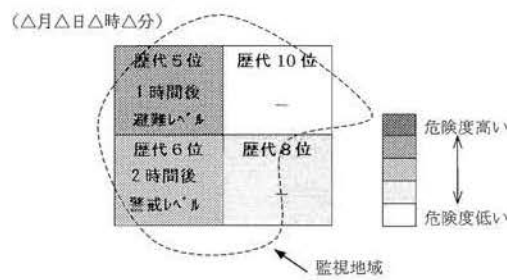 （△月△日△時△分）
歴代５位
１時間後
避難ﾚﾍﾞﾙ
歴代 10 位
―
歴代６位
２時間後
警戒ﾚﾍﾞﾙ
歴代８位
―
危険度高い
危険度低い
監視地域